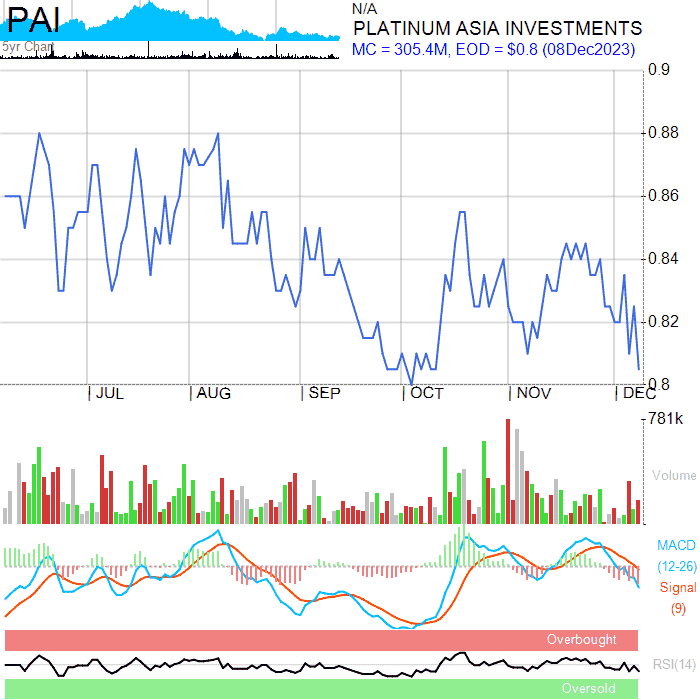 PAI
5yr Chart
N/A
PLATINUM ASIA INVESTMENTS
MC = 305.4M, EOD = $0.8 (08Dec2023)
0.9
0.88
0.86
0.84
0.82
0.8
JUL AUG SEP OCT NOV DEC
781k
Volume
MACD
(12-26)
Signal
(9)
Overbought
RSI(14)
Oversold